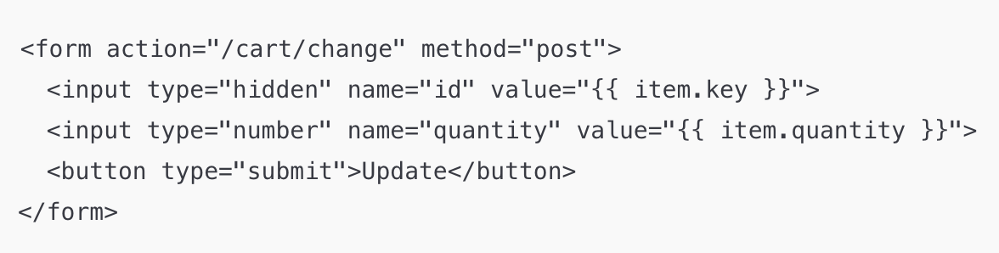 <form action="/cart/change" method="post">
  <input type="hidden" name="id" value="{{ item.key }}">
  <input type="number" name="quantity" value="{{ item.quantity }}">
  <button type="submit">Update</button>
</form>